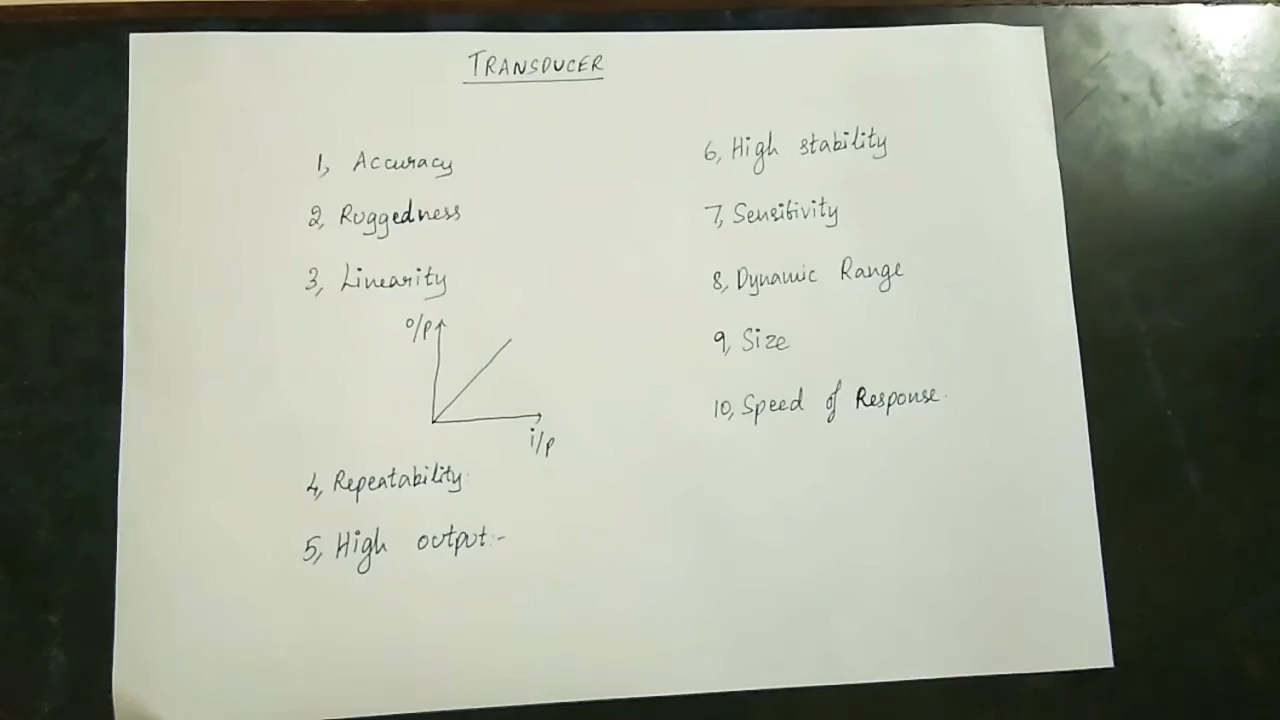 TRANSDUCER
1, Accuracy
2, Ruggedness
3, Linearity
o/p
i/p
4, Repeatability
5, High output:-
6, High stability
7, Sensitivity
8, Dynamic Range
9, Size
10, Speed of Response.